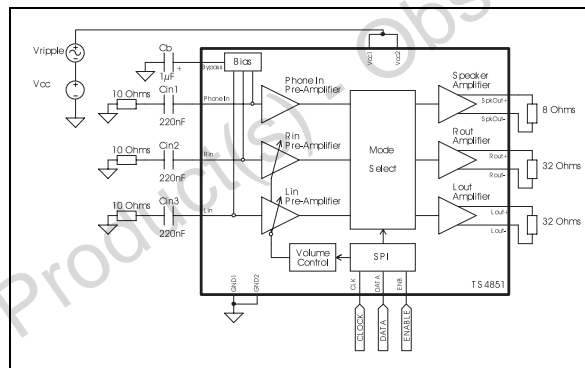 Vripple
Vcc
Cb
+
1µF
Bypass
Bias
Vcc1
Vcc2
10 Ohms
Cin1
220nF
Phone In
Phone In
Pre-Amplifier
Speaker
Amplifier
SpkOut+
SpkOut-
8 Ohms
10 Ohms
Cin2
220nF
Rin
Rin
Pre-Amplifier
Mode
Select
Rout
Amplifier
Rout+
Rout-
32 Ohms
10 Ohms
Cin3
220nF
Lin
Lin
Pre-Amplifier
Lout
Amplifier
Lout+
Lout-
32 Ohms
Volume
Control
SPI
GND1
GND2
CLK
DATA
ENB
TS4851
CLOCK
DATA
ENABLE
Product(s) - Obs